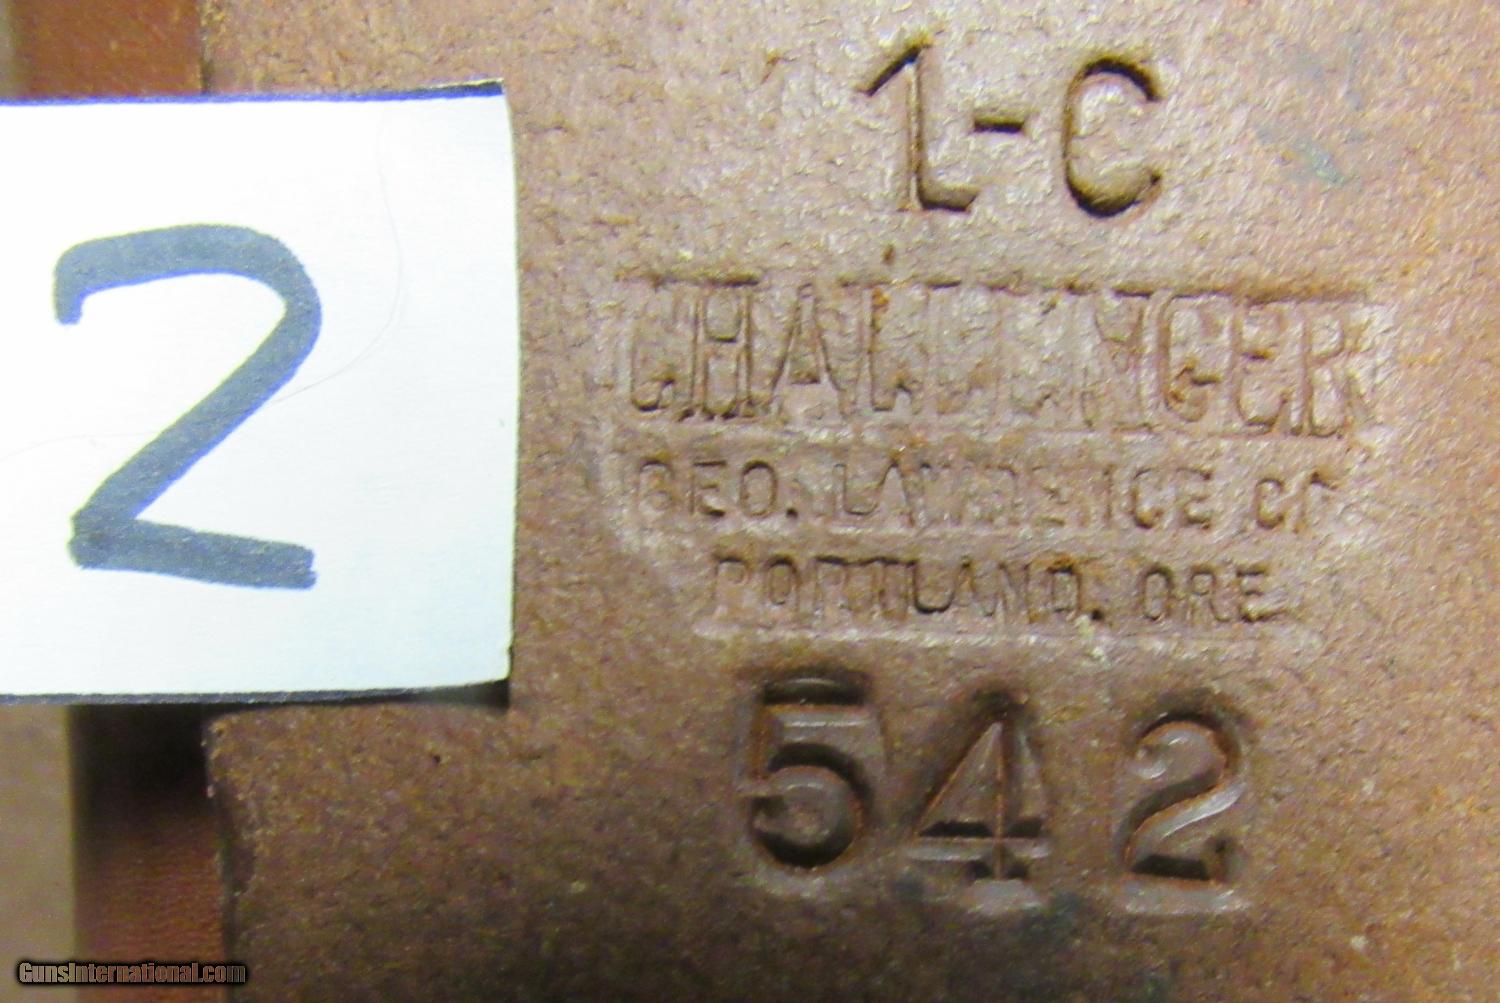 2
1-C
CHALLENGER
GEO. LAWRENCE CO
PORTLAND. ORE
542
GunsInternational.com